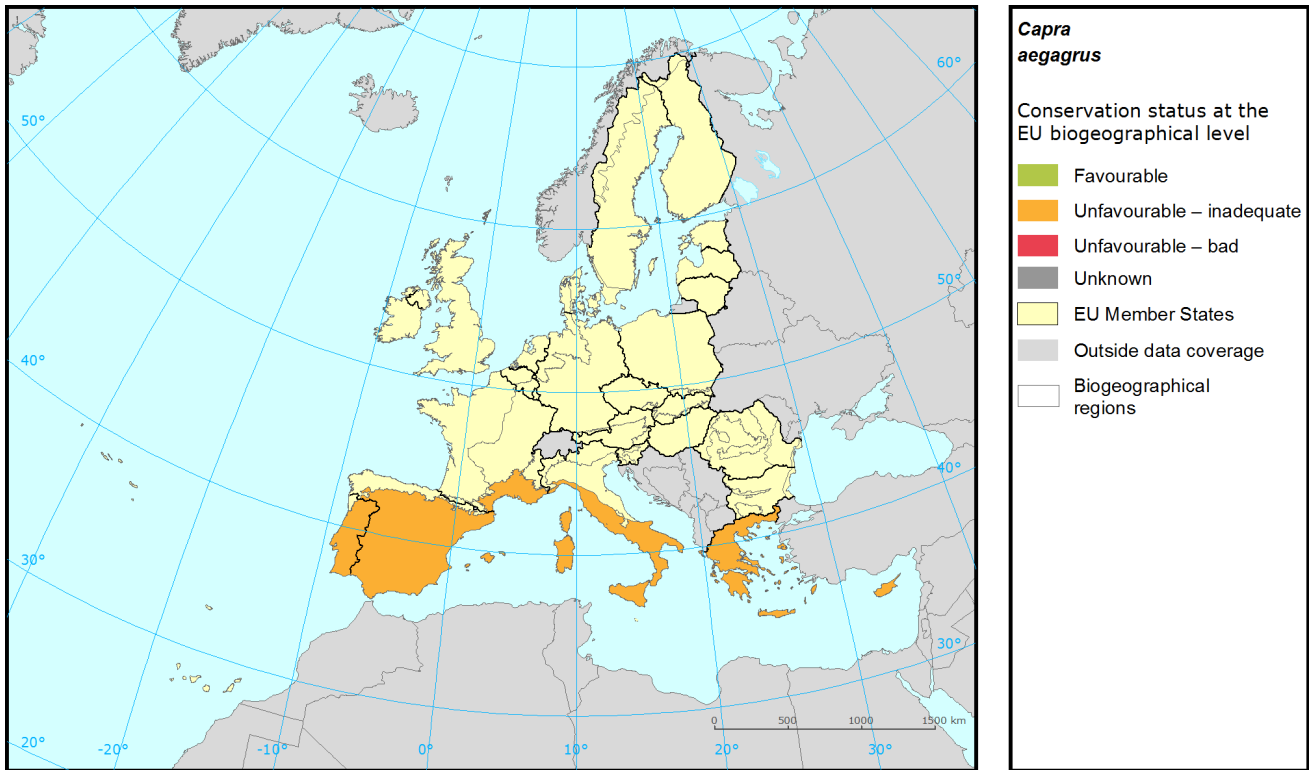 Capra
aegagrus
Conservation status at the
EU biogeographical level
Favourable
Unfavourable – inadequate
Unfavourable – bad
Unknown
EU Member States
Outside data coverage
Biogeographical
regions
60°
50°
50°
40°
40°
30°
30°
0 500 1000 1500 km
20° -20° -10° 0° 10° 20° 30°